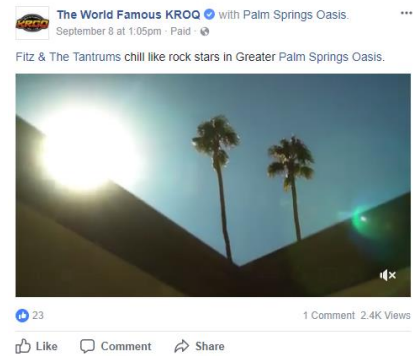 KROQ
The World Famous KROQ with Palm Springs Oasis.
September 8 at 1:05pm · Paid ·
Fitz & The Tantrums chill like rock stars in Greater Palm Springs Oasis.
23
1 Comment 2.4K Views
Like Comment Share